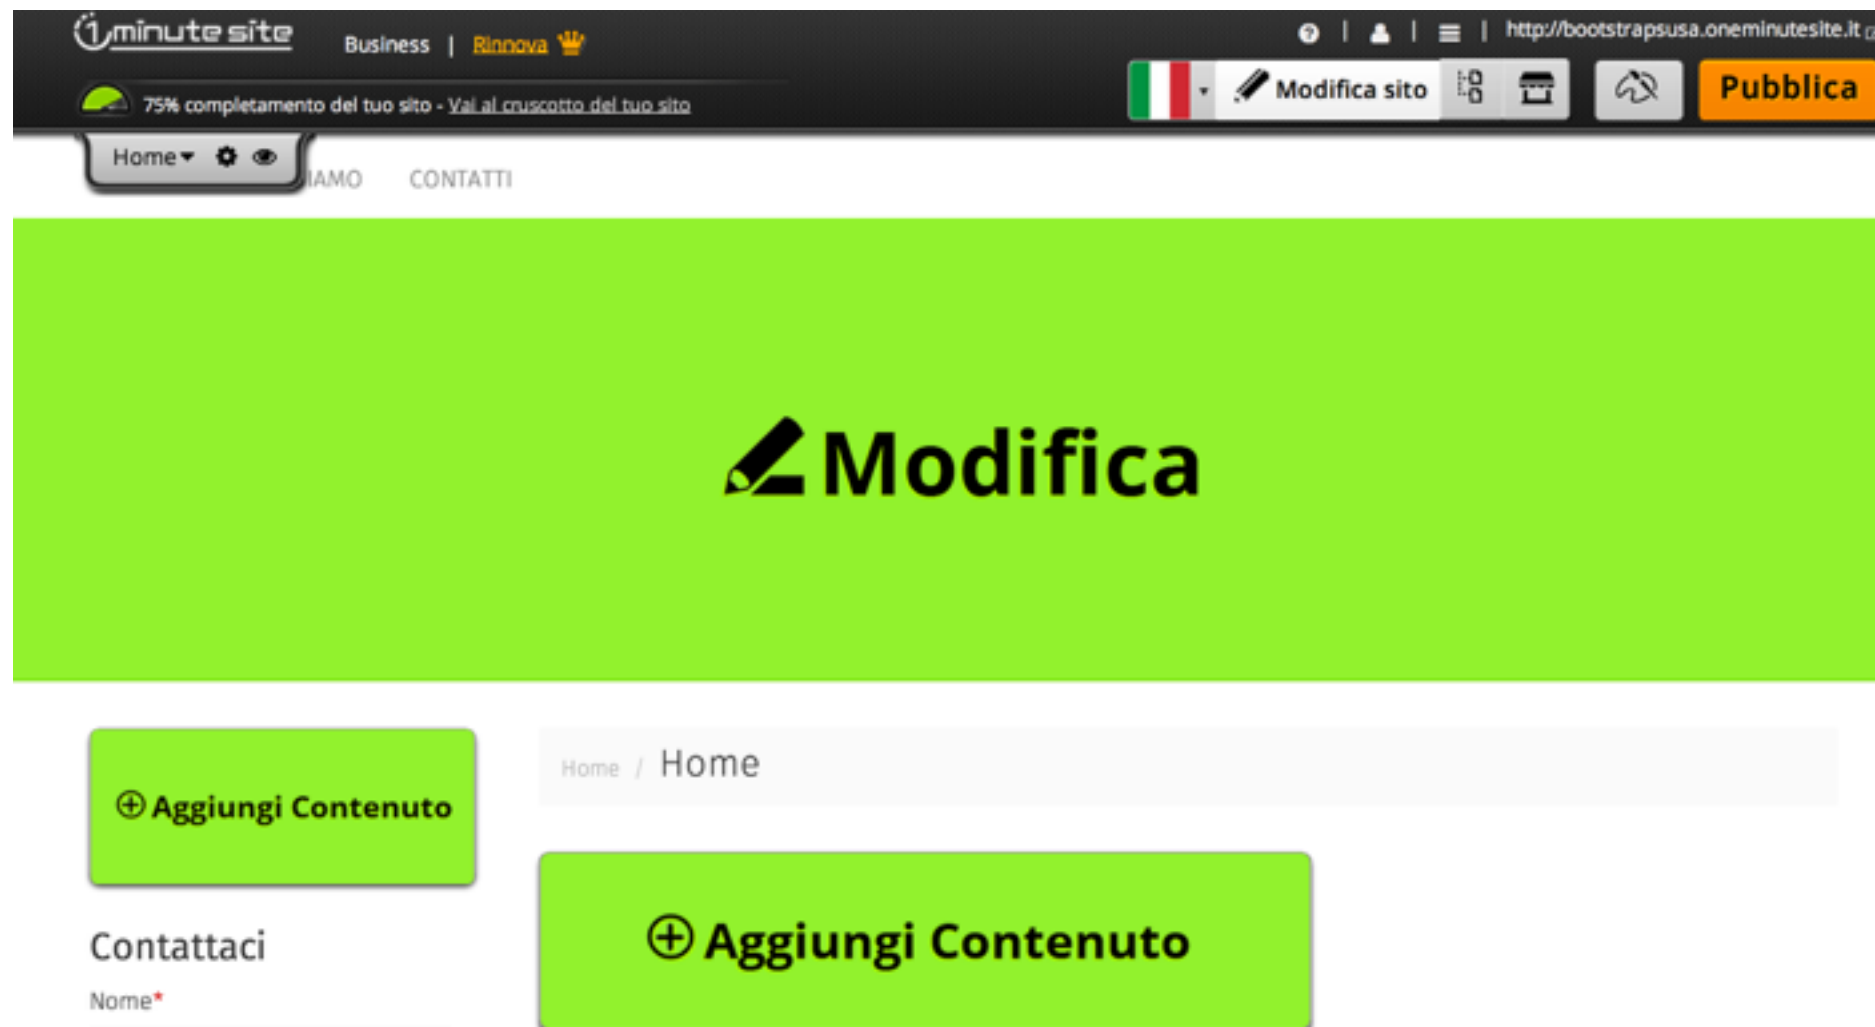 1minute site
Business | Rinnova
http://bootstrapsusa.oneminutesite.it
75% completamento del tuo sito - Vai al cruscotto del tuo sito
Modifica sito
Pubblica
Home
IAMO CONTATTI
Modifica
Aggiungi Contenuto
Home / Home
Aggiungi Contenuto
Contattaci
Nome*